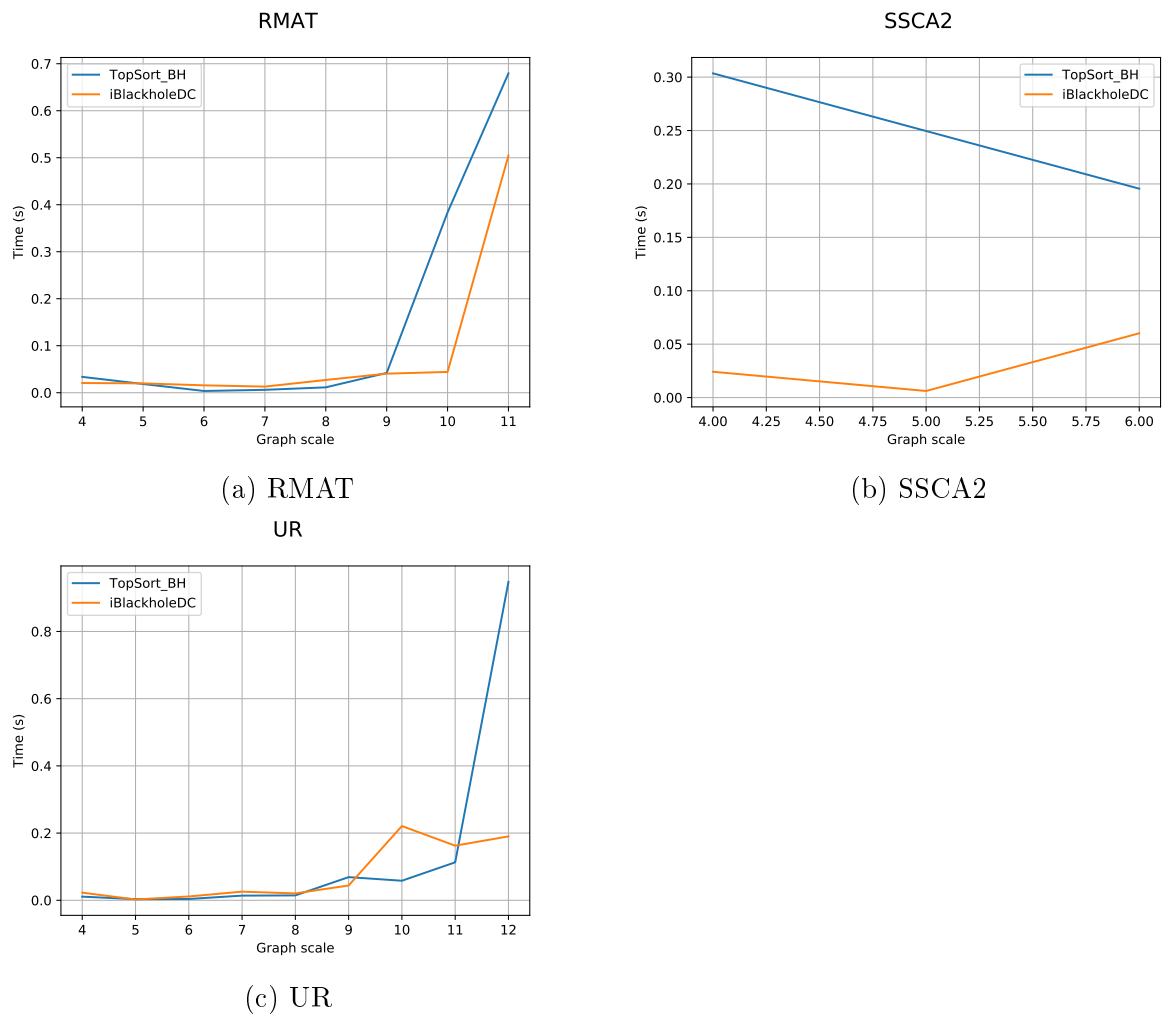 RMAT
TopSort_BH
iBlackholeDC
Time (s)
0.7
0.6
0.5
0.4
0.3
0.2
0.1
0.0
4 5 6 7 8 9 10 11
Graph scale
(a) RMAT
SSCA2
TopSort_BH
iBlackholeDC
Time (s)
0.30
0.25
0.20
0.15
0.10
0.05
0.00
4.00 4.25 4.50 4.75 5.00 5.25 5.50 5.75 6.00
Graph scale
(b) SSCA2
UR
TopSort_BH
iBlackholeDC
Time (s)
0.8
0.6
0.4
0.2
0.0
4 5 6 7 8 9 10 11 12
Graph scale
(c) UR